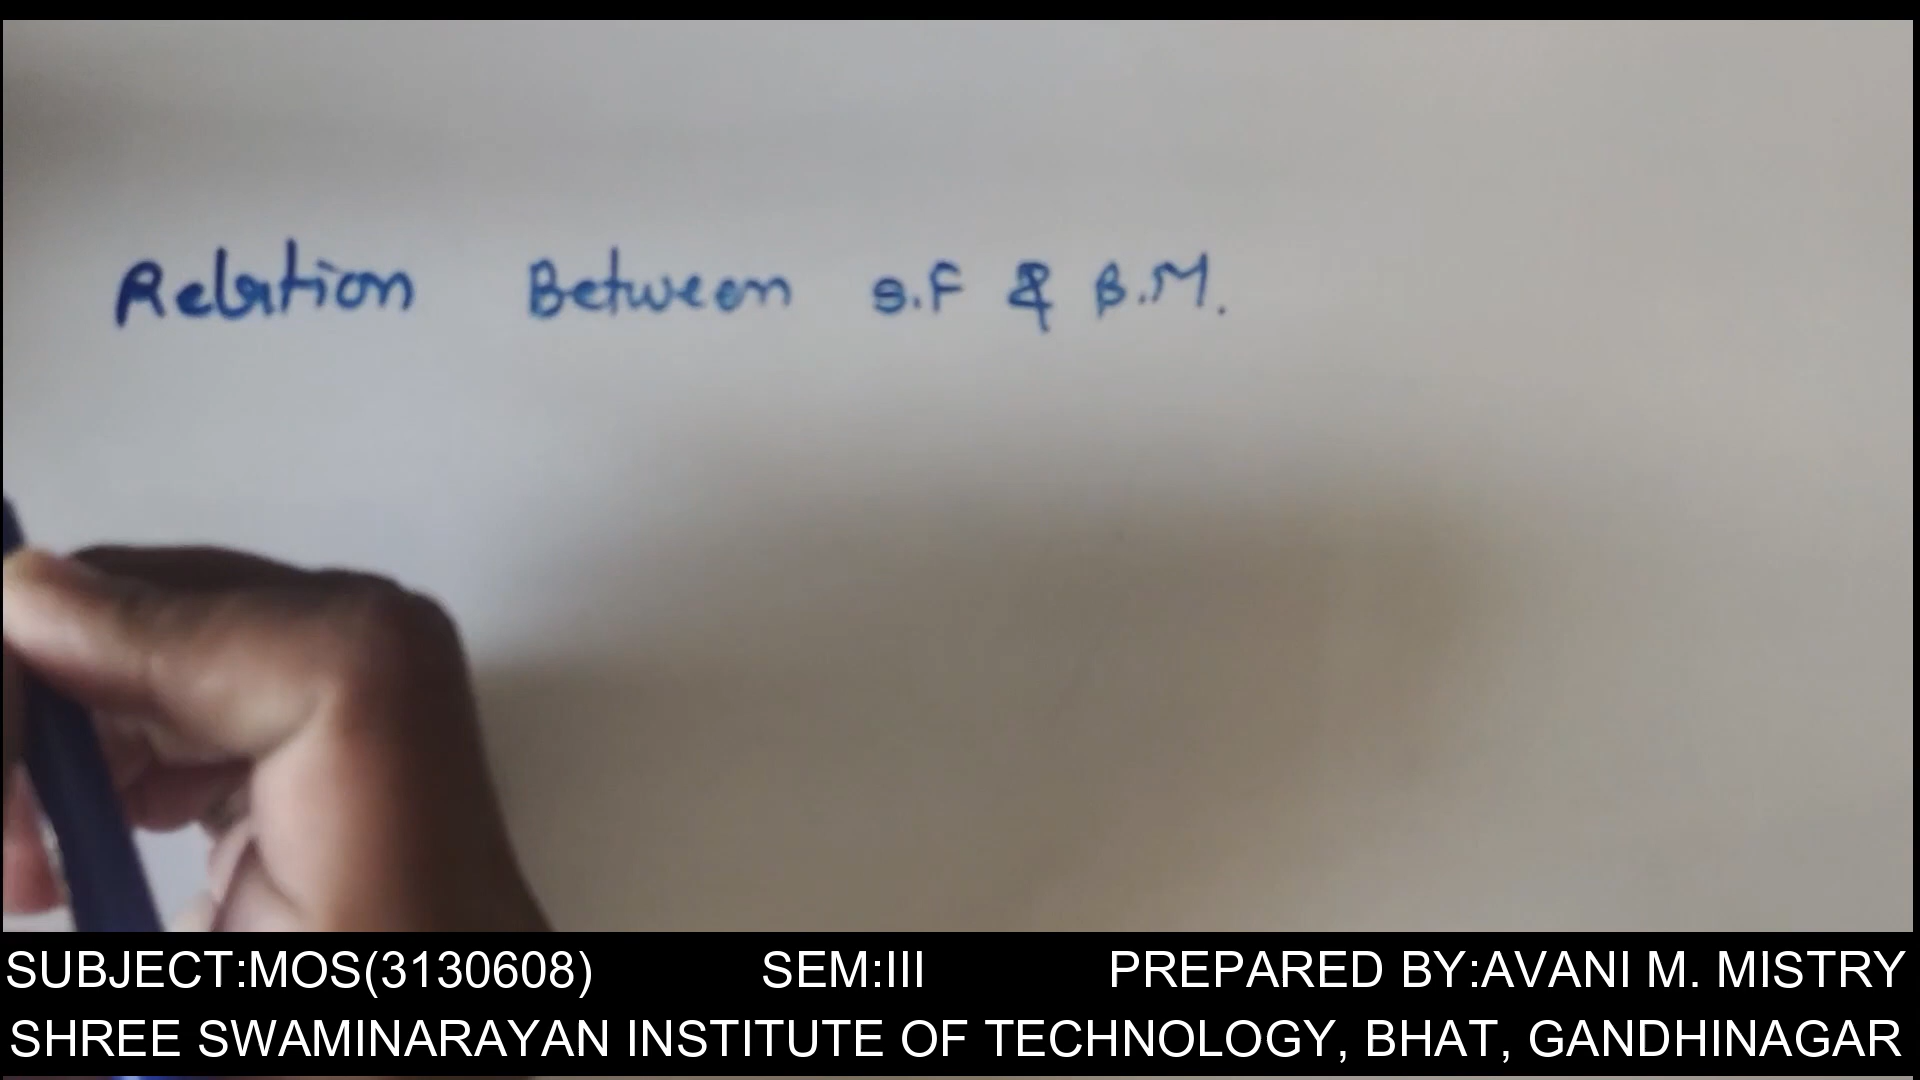 Relation Between S.F & B.M.
SUBJECT:MOS(3130608) SEM:III PREPARED BY:AVANI M. MISTRY
SHREE SWAMINARAYAN INSTITUTE OF TECHNOLOGY, BHAT, GANDHINAGAR